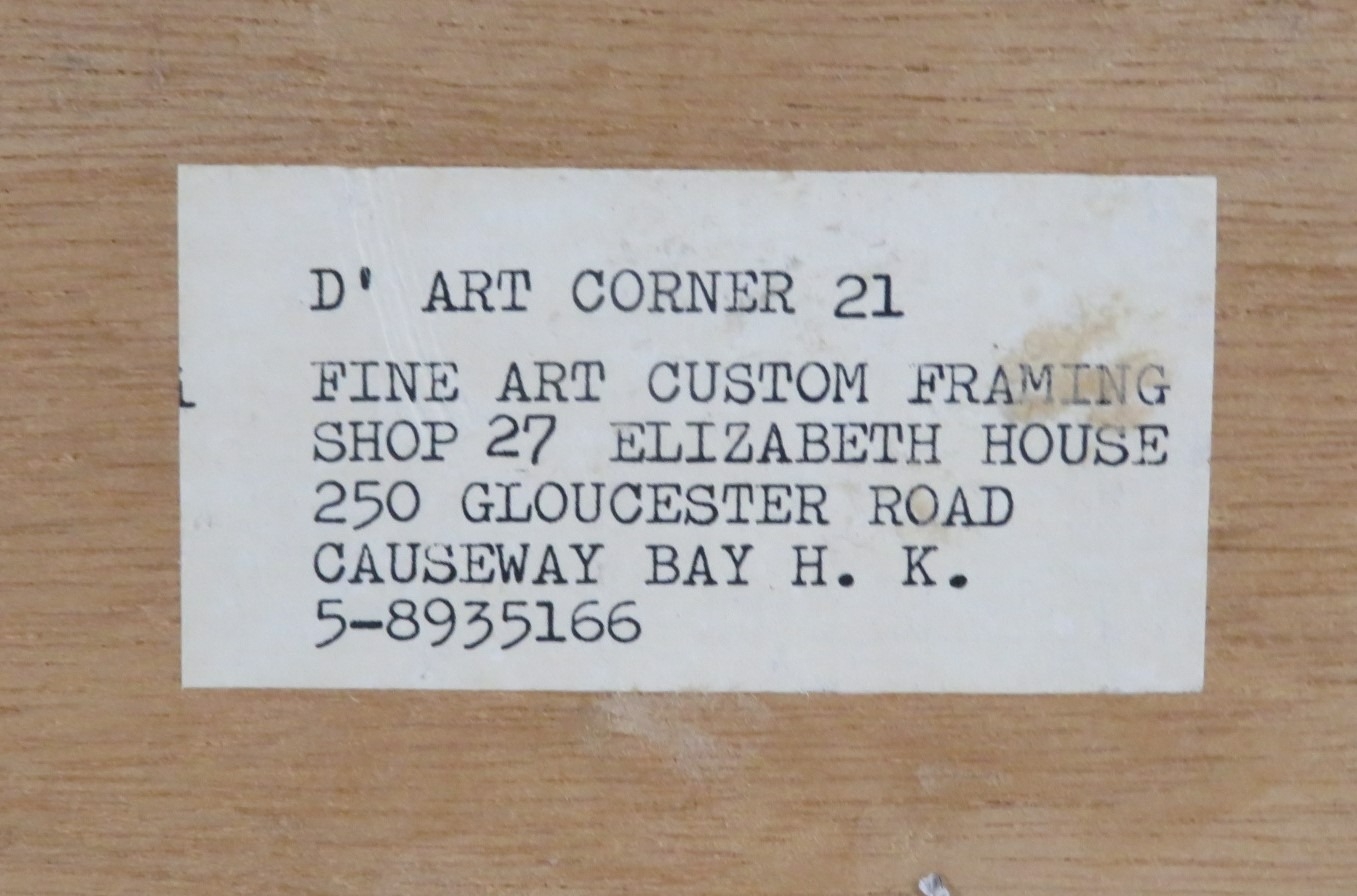 D' ART CORNER 21
FINE ART CUSTOM FRAMING
SHOP 27 ELIZABETH HOUSE
250 GLOUCESTER ROAD
CAUSEWAY BAY H. K.
5-8935166